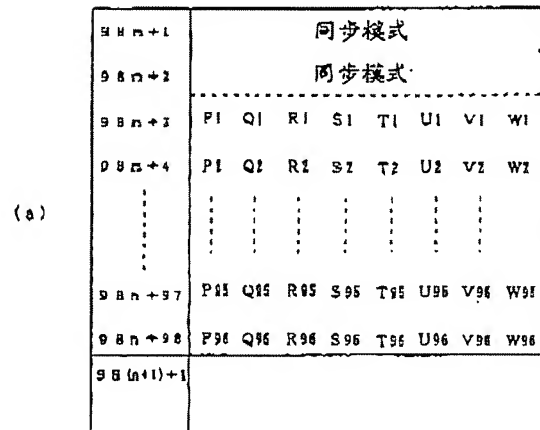 98n+1 同步模式
98n+2 同步模式
98n+3 P1 Q1 R1 S1 T1 U1 V1 W1
98n+4 P2 Q2 R2 S2 T2 U2 V2 W2
(a)
98n+97 P95 Q95 R95 S95 T95 U95 V95 W95
98n+98 P96 Q96 R96 S96 T96 U96 V96 W96
98(n+1)+1